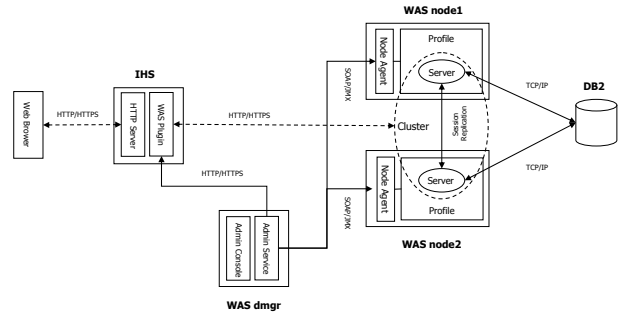 WAS node1
Node Agent
Profile
Server
IHS
SOAP/JMX
TCP/IP
DB2
Web Brower
HTTP/HTTPS
HTTP Server
WAS Plugin
HTTP/HTTPS
Cluster
Session
Replication
HTTP/HTTPS
TCP/IP
SOAP/JMX
Node Agent
Server
Profile
WAS node2
Admin Console
Admin Service
WAS dmgr